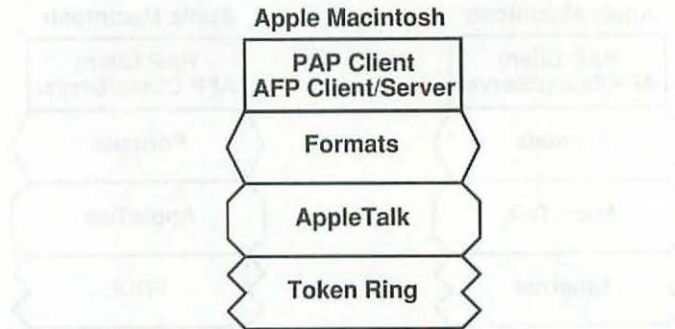 Apple Macintosh
PAP Client
AFP Client/Server
Formats
AppleTalk
Token Ring